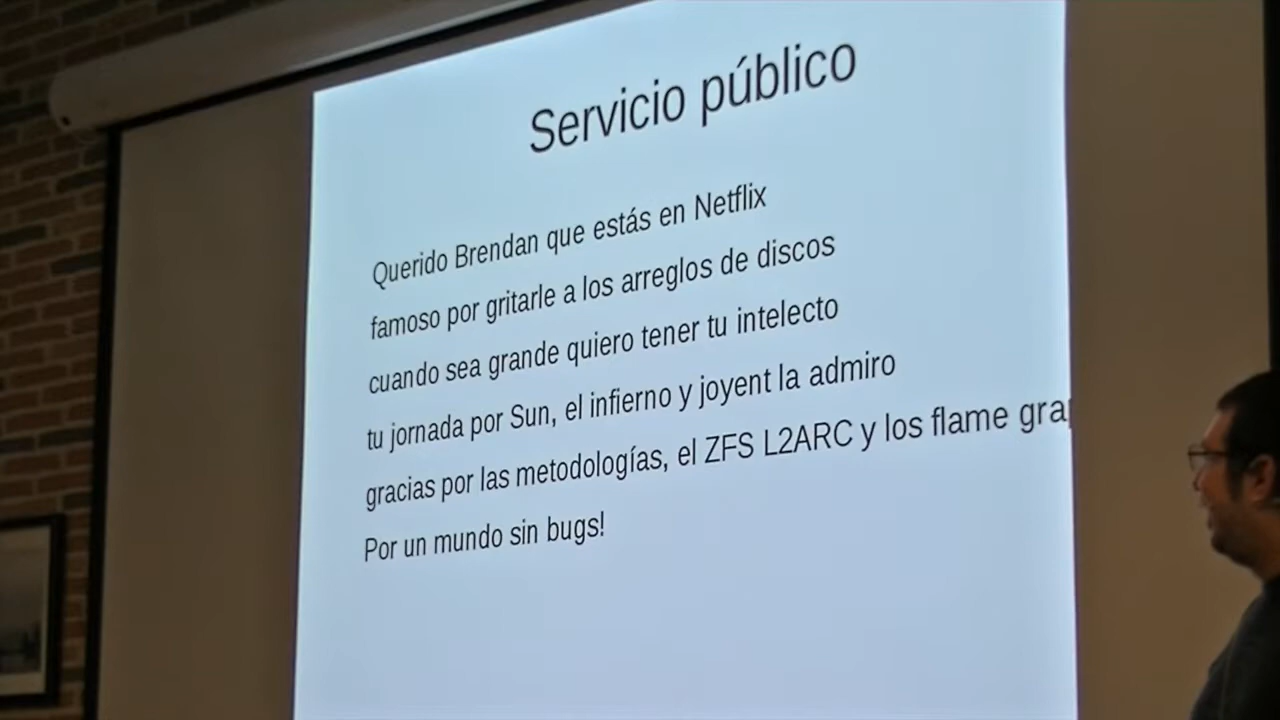 Servicio público
Querido Brendan que estás en Netflix
famoso por gritarle a los arreglos de discos
cuando sea grande quiero tener tu intelecto
tu jornada por Sun, el infierno y joyent la admiro
gracias por las metodologías, el ZFS L2ARC y los flame gra
Por un mundo sin bugs!